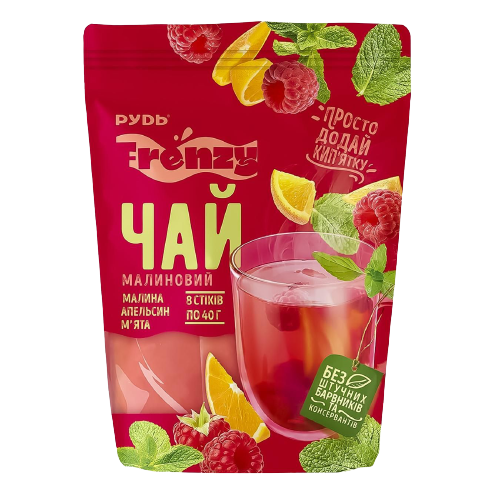 РУДЬ
Frenzy
ЧАЙ
МАЛИНОВИЙ
МАЛИНА
АПЕЛЬСИН
М'ЯТА
8 СТІКІВ
ПО 40 Г
ПРОСТО
ДОДАЙ
КИП'ЯТКУ
БЕЗ
ШТУЧНИХ
БАРВНИКІВ
ТА
КОНСЕРВАНТІВ